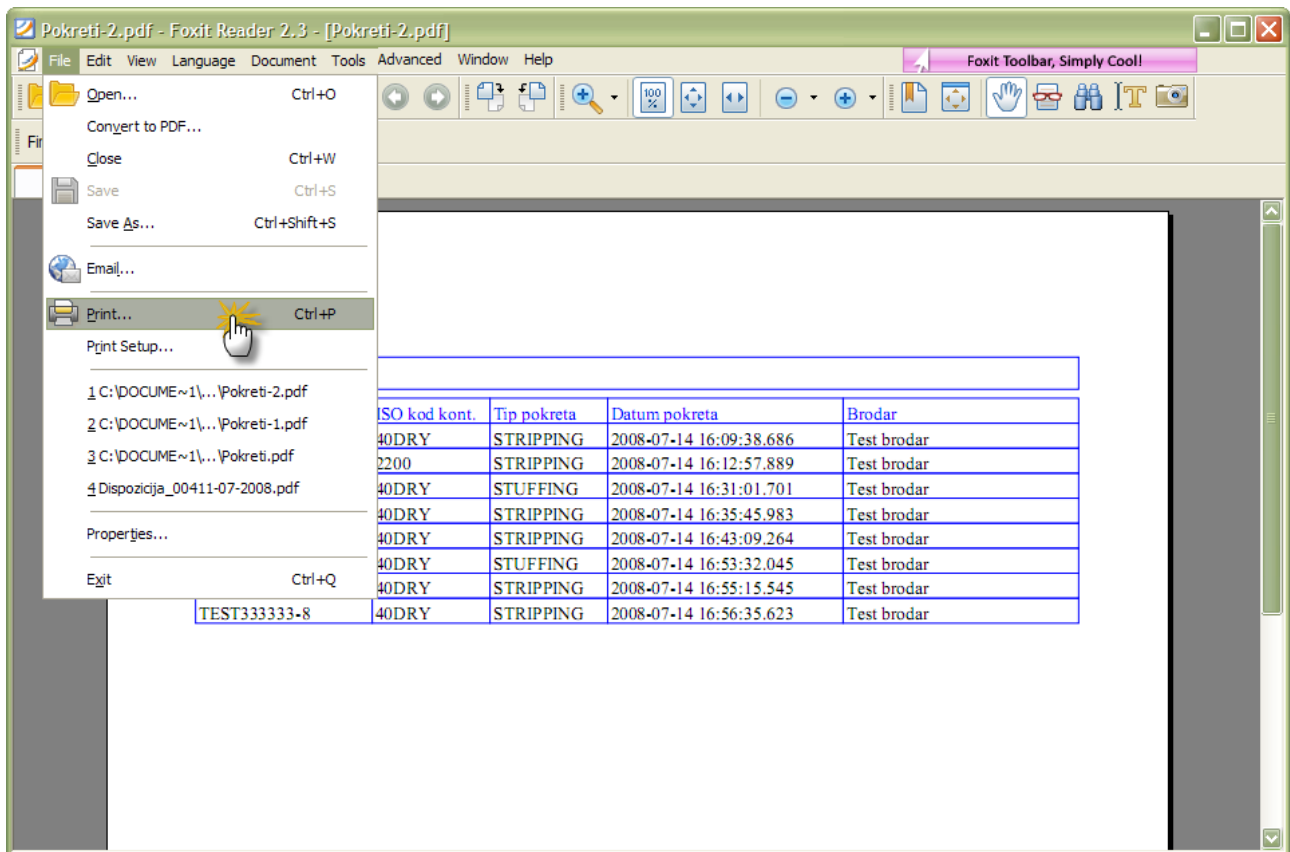 Pokreti-2.pdf - Foxit Reader 2.3 - [Pokreti-2.pdf]
File Edit View Language Document Tools Advanced Window Help
Foxit Toolbar, Simply Cool!
Open... Ctrl+O
Convert to PDF...
Close Ctrl+W
Save Ctrl+S
Save As... Ctrl+Shift+S
Email...
Print... Ctrl+P
Print Setup...
1 C:\DOCUME~1\...\Pokreti-2.pdf
2 C:\DOCUME~1\...\Pokreti-1.pdf
3 C:\DOCUME~1\...\Pokreti.pdf
4 Dispozicija_00411-07-2008.pdf
Properties...
Exit Ctrl+Q
100 %
ISO kod kont. Tip pokreta Datum pokreta Brodar
40DRY STRIPPING 2008-07-14 16:09:38.686 Test brodar
2200 STRIPPING 2008-07-14 16:12:57.889 Test brodar
40DRY STUFFING 2008-07-14 16:31:01.701 Test brodar
40DRY STRIPPING 2008-07-14 16:35:45.983 Test brodar
40DRY STRIPPING 2008-07-14 16:43:09.264 Test brodar
40DRY STUFFING 2008-07-14 16:53:32.045 Test brodar
40DRY STRIPPING 2008-07-14 16:55:15.545 Test brodar
TEST333333-8 40DRY STRIPPING 2008-07-14 16:56:35.623 Test brodar